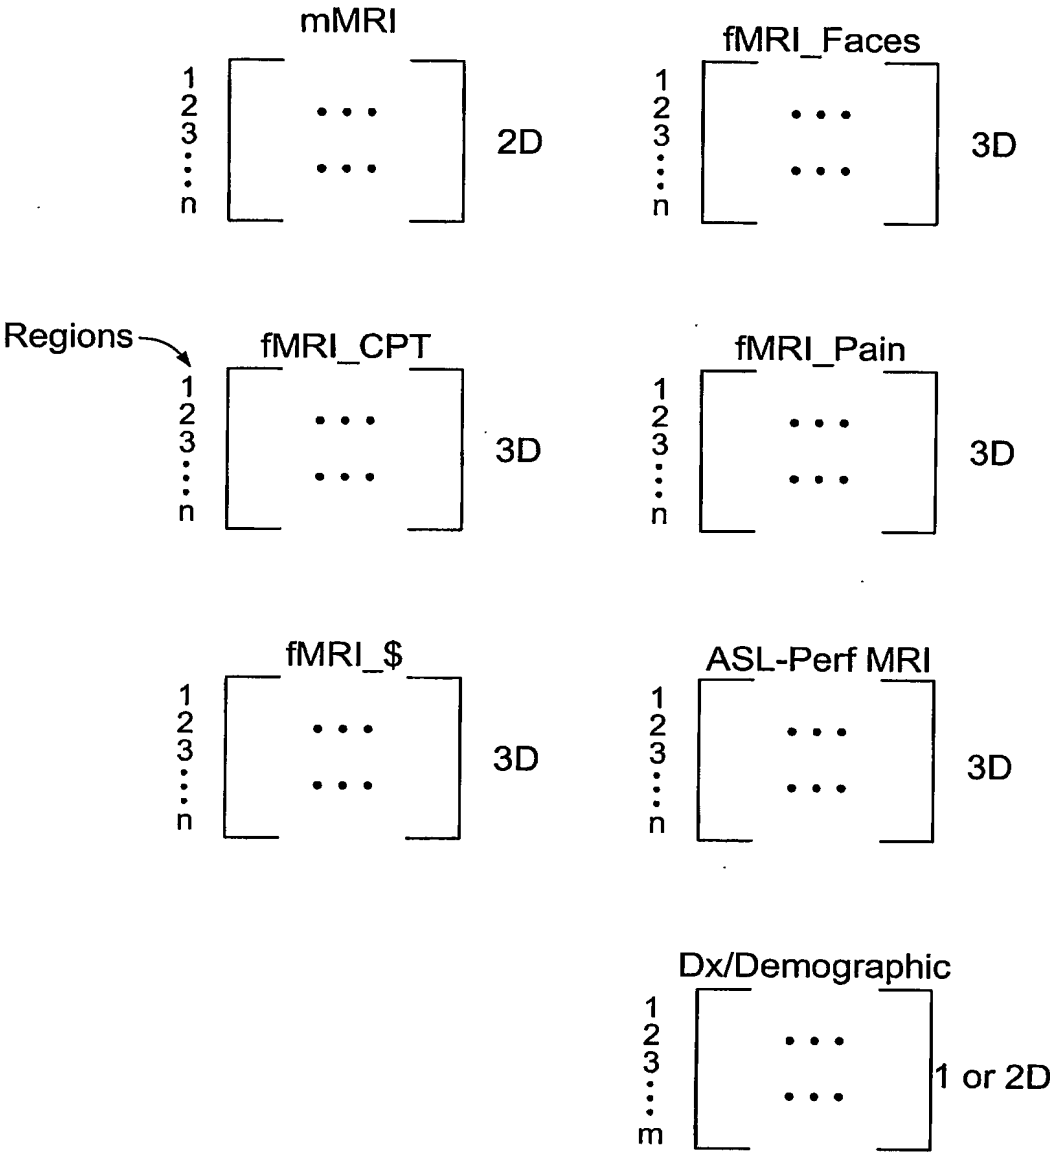 mMRI
1
2
3
n
2D
fMRI_Faces
1
2
3
n
3D
Regions
fMRI_CPT
1
2
3
n
3D
fMRI_Pain
1
2
3
n
3D
fMRI_$
1
2
3
n
3D
ASL-Perf MRI
1
2
3
n
3D
Dx/Demographic
1
2
3
m
1 or 2D